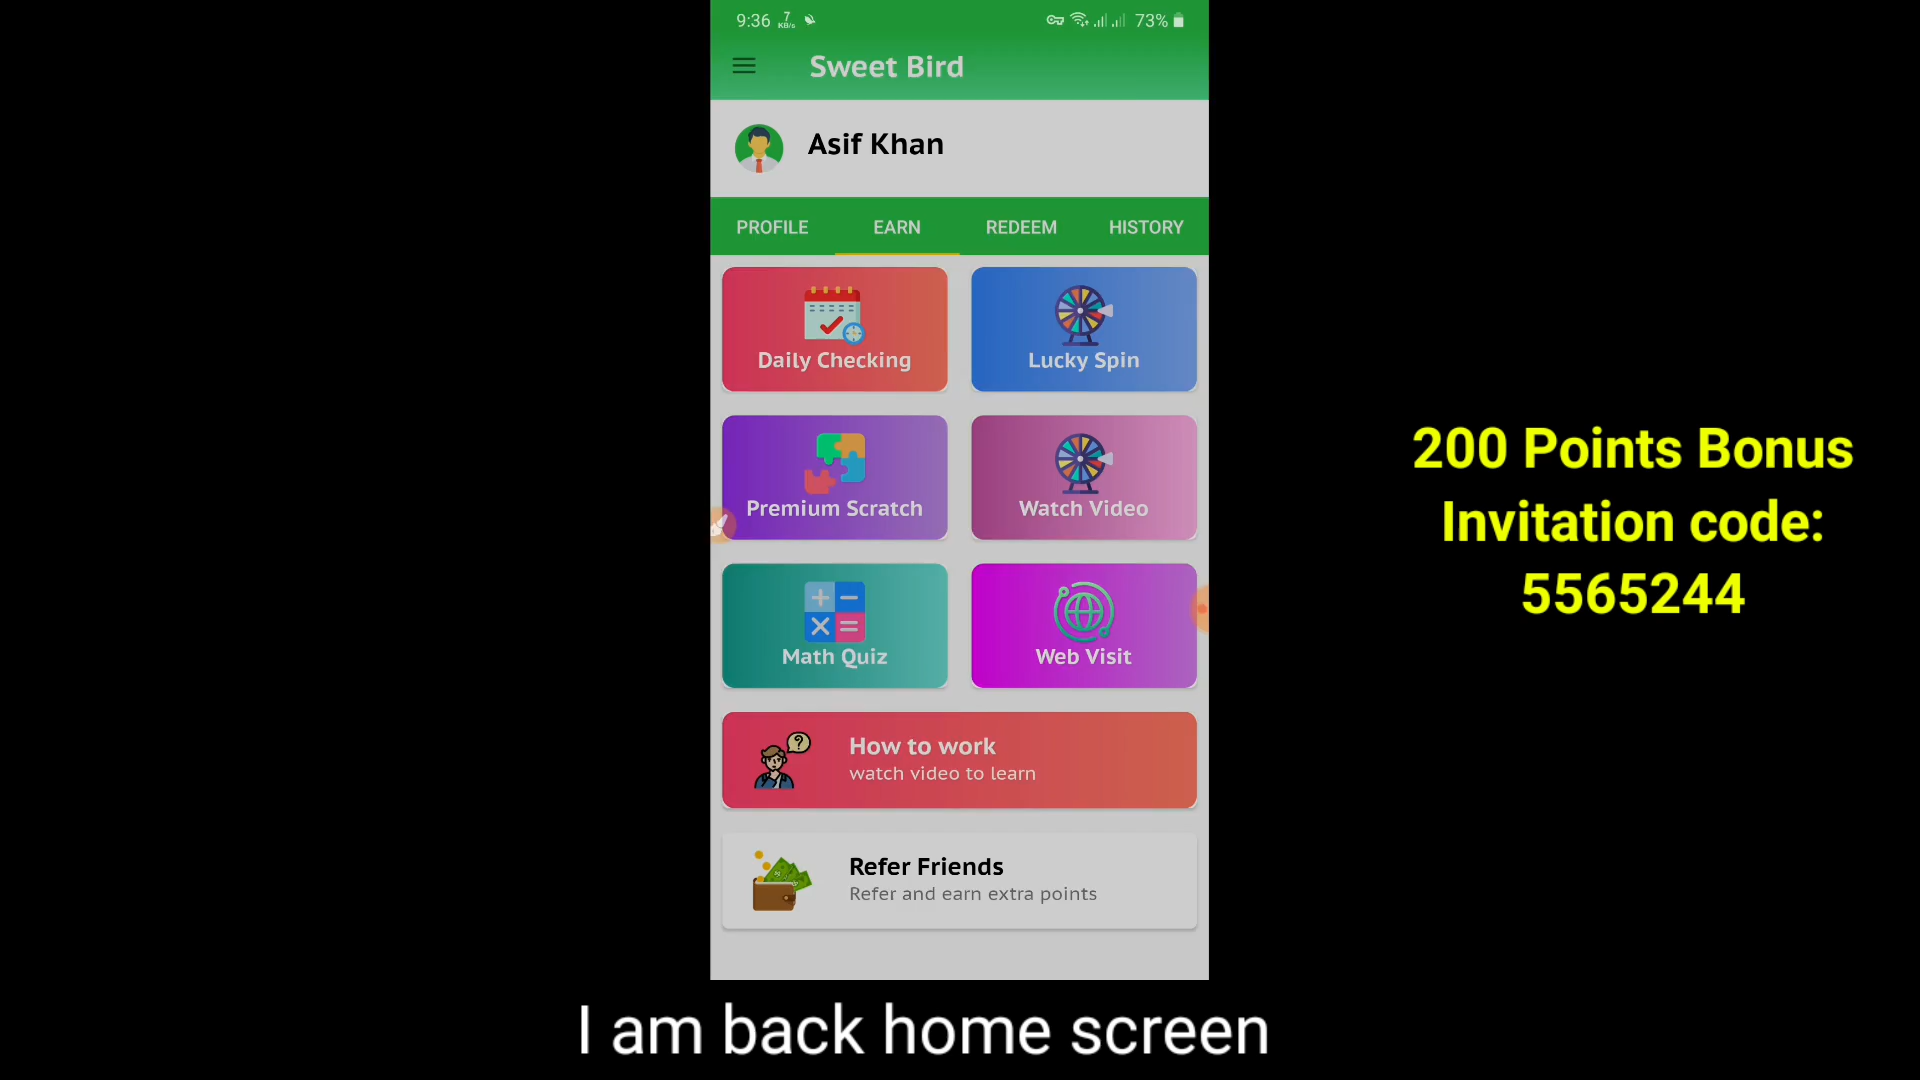 9:36 7 KB/s 73%
Sweet Bird
Asif Khan
PROFILE EARN REDEEM HISTORY
Daily Checking Lucky Spin
Premium Scratch Watch Video
Math Quiz Web Visit
How to work
watch video to learn
Refer Friends
Refer and earn extra points
200 Points Bonus
Invitation code:
5565244
I am back home screen